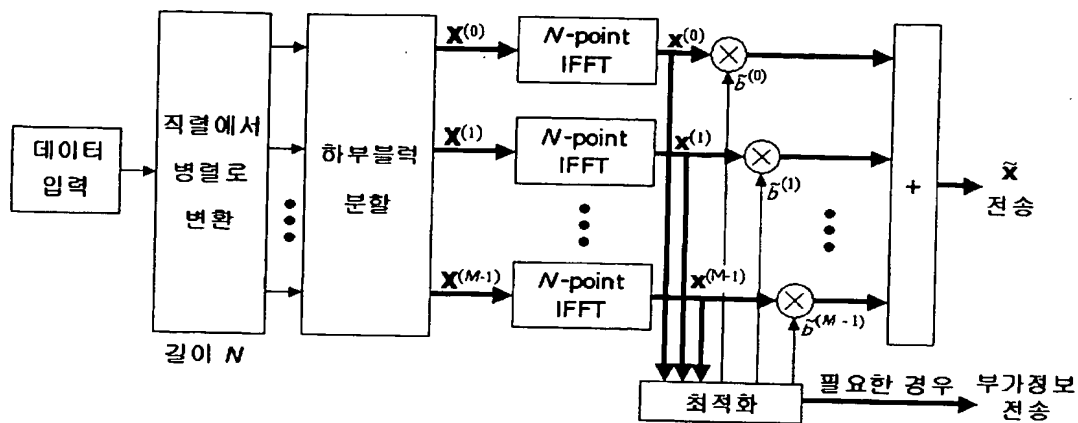 데이터
입력
직렬에서
병렬로
변환
길이 N
하부블럭
분할
X^(0)
N-point
IFFT
x^(0)
b̃^(0)
X^(1)
N-point
IFFT
x^(1)
b̃^(1)
X^(M-1)
N-point
IFFT
x^(M-1)
b̃^(M-1)
+
x̃
전송
최적화
필요한 경우
부가정보
전송